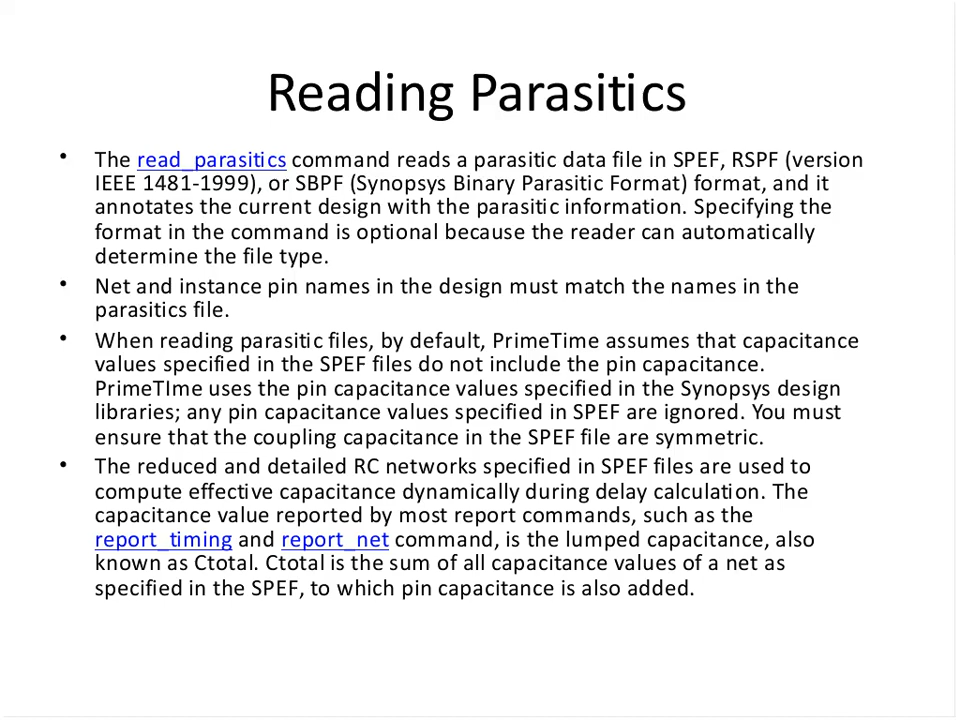 Reading Parasitics
• The read_parasitics command reads a parasitic data file in SPEF, RSPF (version
IEEE 1481-1999), or SBPF (Synopsys Binary Parasitic Format) format, and it
annotates the current design with the parasitic information. Specifying the
format in the command is optional because the reader can automatically
determine the file type.
• Net and instance pin names in the design must match the names in the
parasitics file.
• When reading parasitic files, by default, PrimeTime assumes that capacitance
values specified in the SPEF files do not include the pin capacitance.
PrimeTIme uses the pin capacitance values specified in the Synopsys design
libraries; any pin capacitance values specified in SPEF are ignored. You must
ensure that the coupling capacitance in the SPEF file are symmetric.
• The reduced and detailed RC networks specified in SPEF files are used to
compute effective capacitance dynamically during delay calculation. The
capacitance value reported by most report commands, such as the
report_timing and report_net command, is the lumped capacitance, also
known as Ctotal. Ctotal is the sum of all capacitance values of a net as
specified in the SPEF, to which pin capacitance is also added.